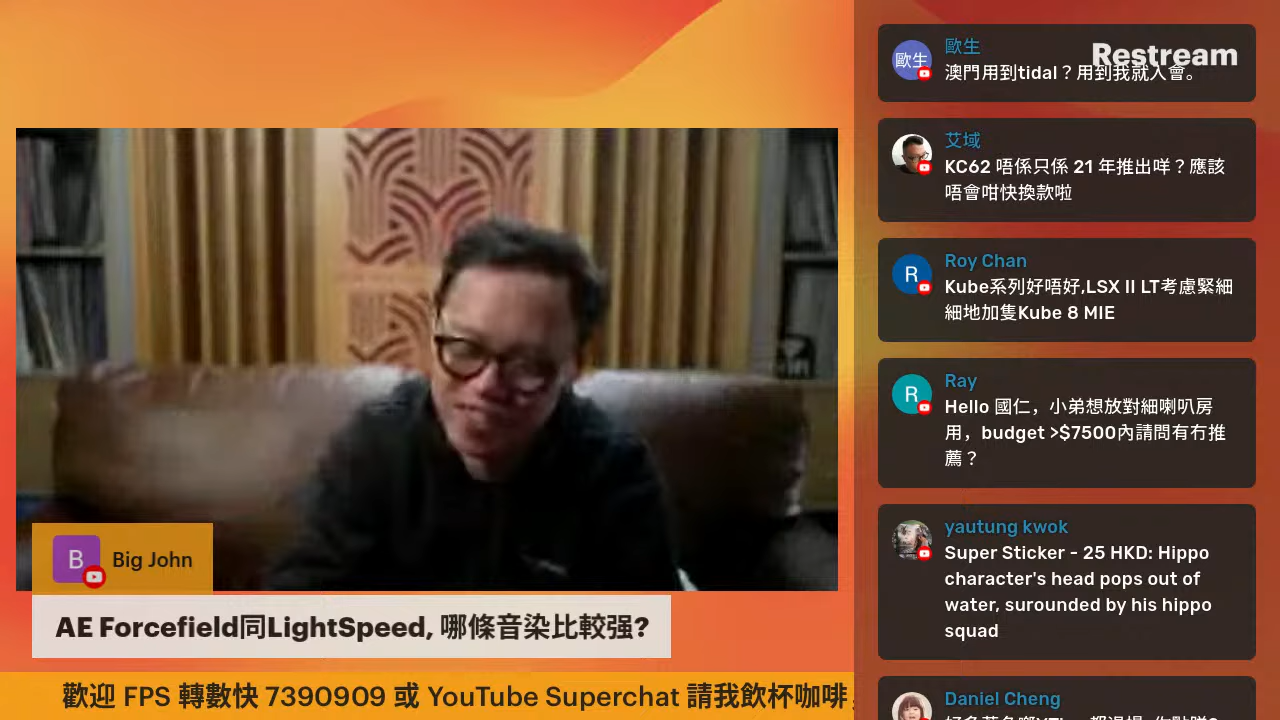 Restream
歐生
歐生
澳門用到tidal？用到我就入會。
艾域
KC62 唔係只係 21 年推出咩？應該
唔會咁快換款啦
R
Roy Chan
Kube系列好唔好,LSX II LT考慮緊細
細地加隻Kube 8 MIE
R
Ray
Hello 國仁，小弟想放對細喇叭房
用，budget >$7500內請問有冇推
薦？
yautung kwok
Super Sticker - 25 HKD: Hippo
character's head pops out of
water, surounded by his hippo
squad
Daniel Cheng
B
Big John
AE Forcefield同LightSpeed, 哪條音染比較强?
歡迎 FPS 轉數快 7390909 或 YouTube Superchat 請我飲杯咖啡